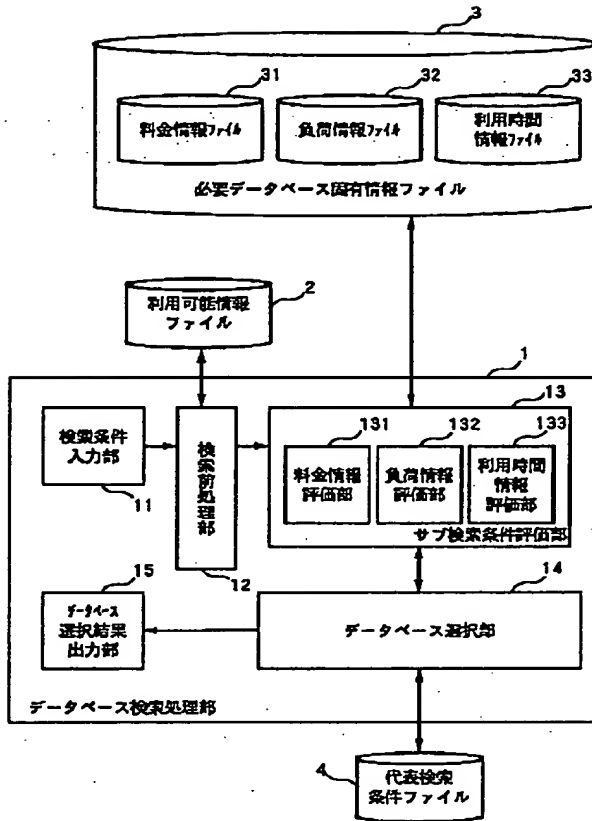 3
31
32
33
料金情報ファイル
負荷情報ファイル
利用時間
情報ファイル
必要データベース固有情報ファイル
2
利用可能情報
ファイル
1
13
検索条件
入力部
11
検索前処理部
12
131
132
133
料金情報
評価部
負荷情報
評価部
利用時間
情報
評価部
サブ検索条件評価部
15
14
データベース
選択結果
出力部
データベース選択部
データベース検索処理部
4
代表検索
条件ファイル